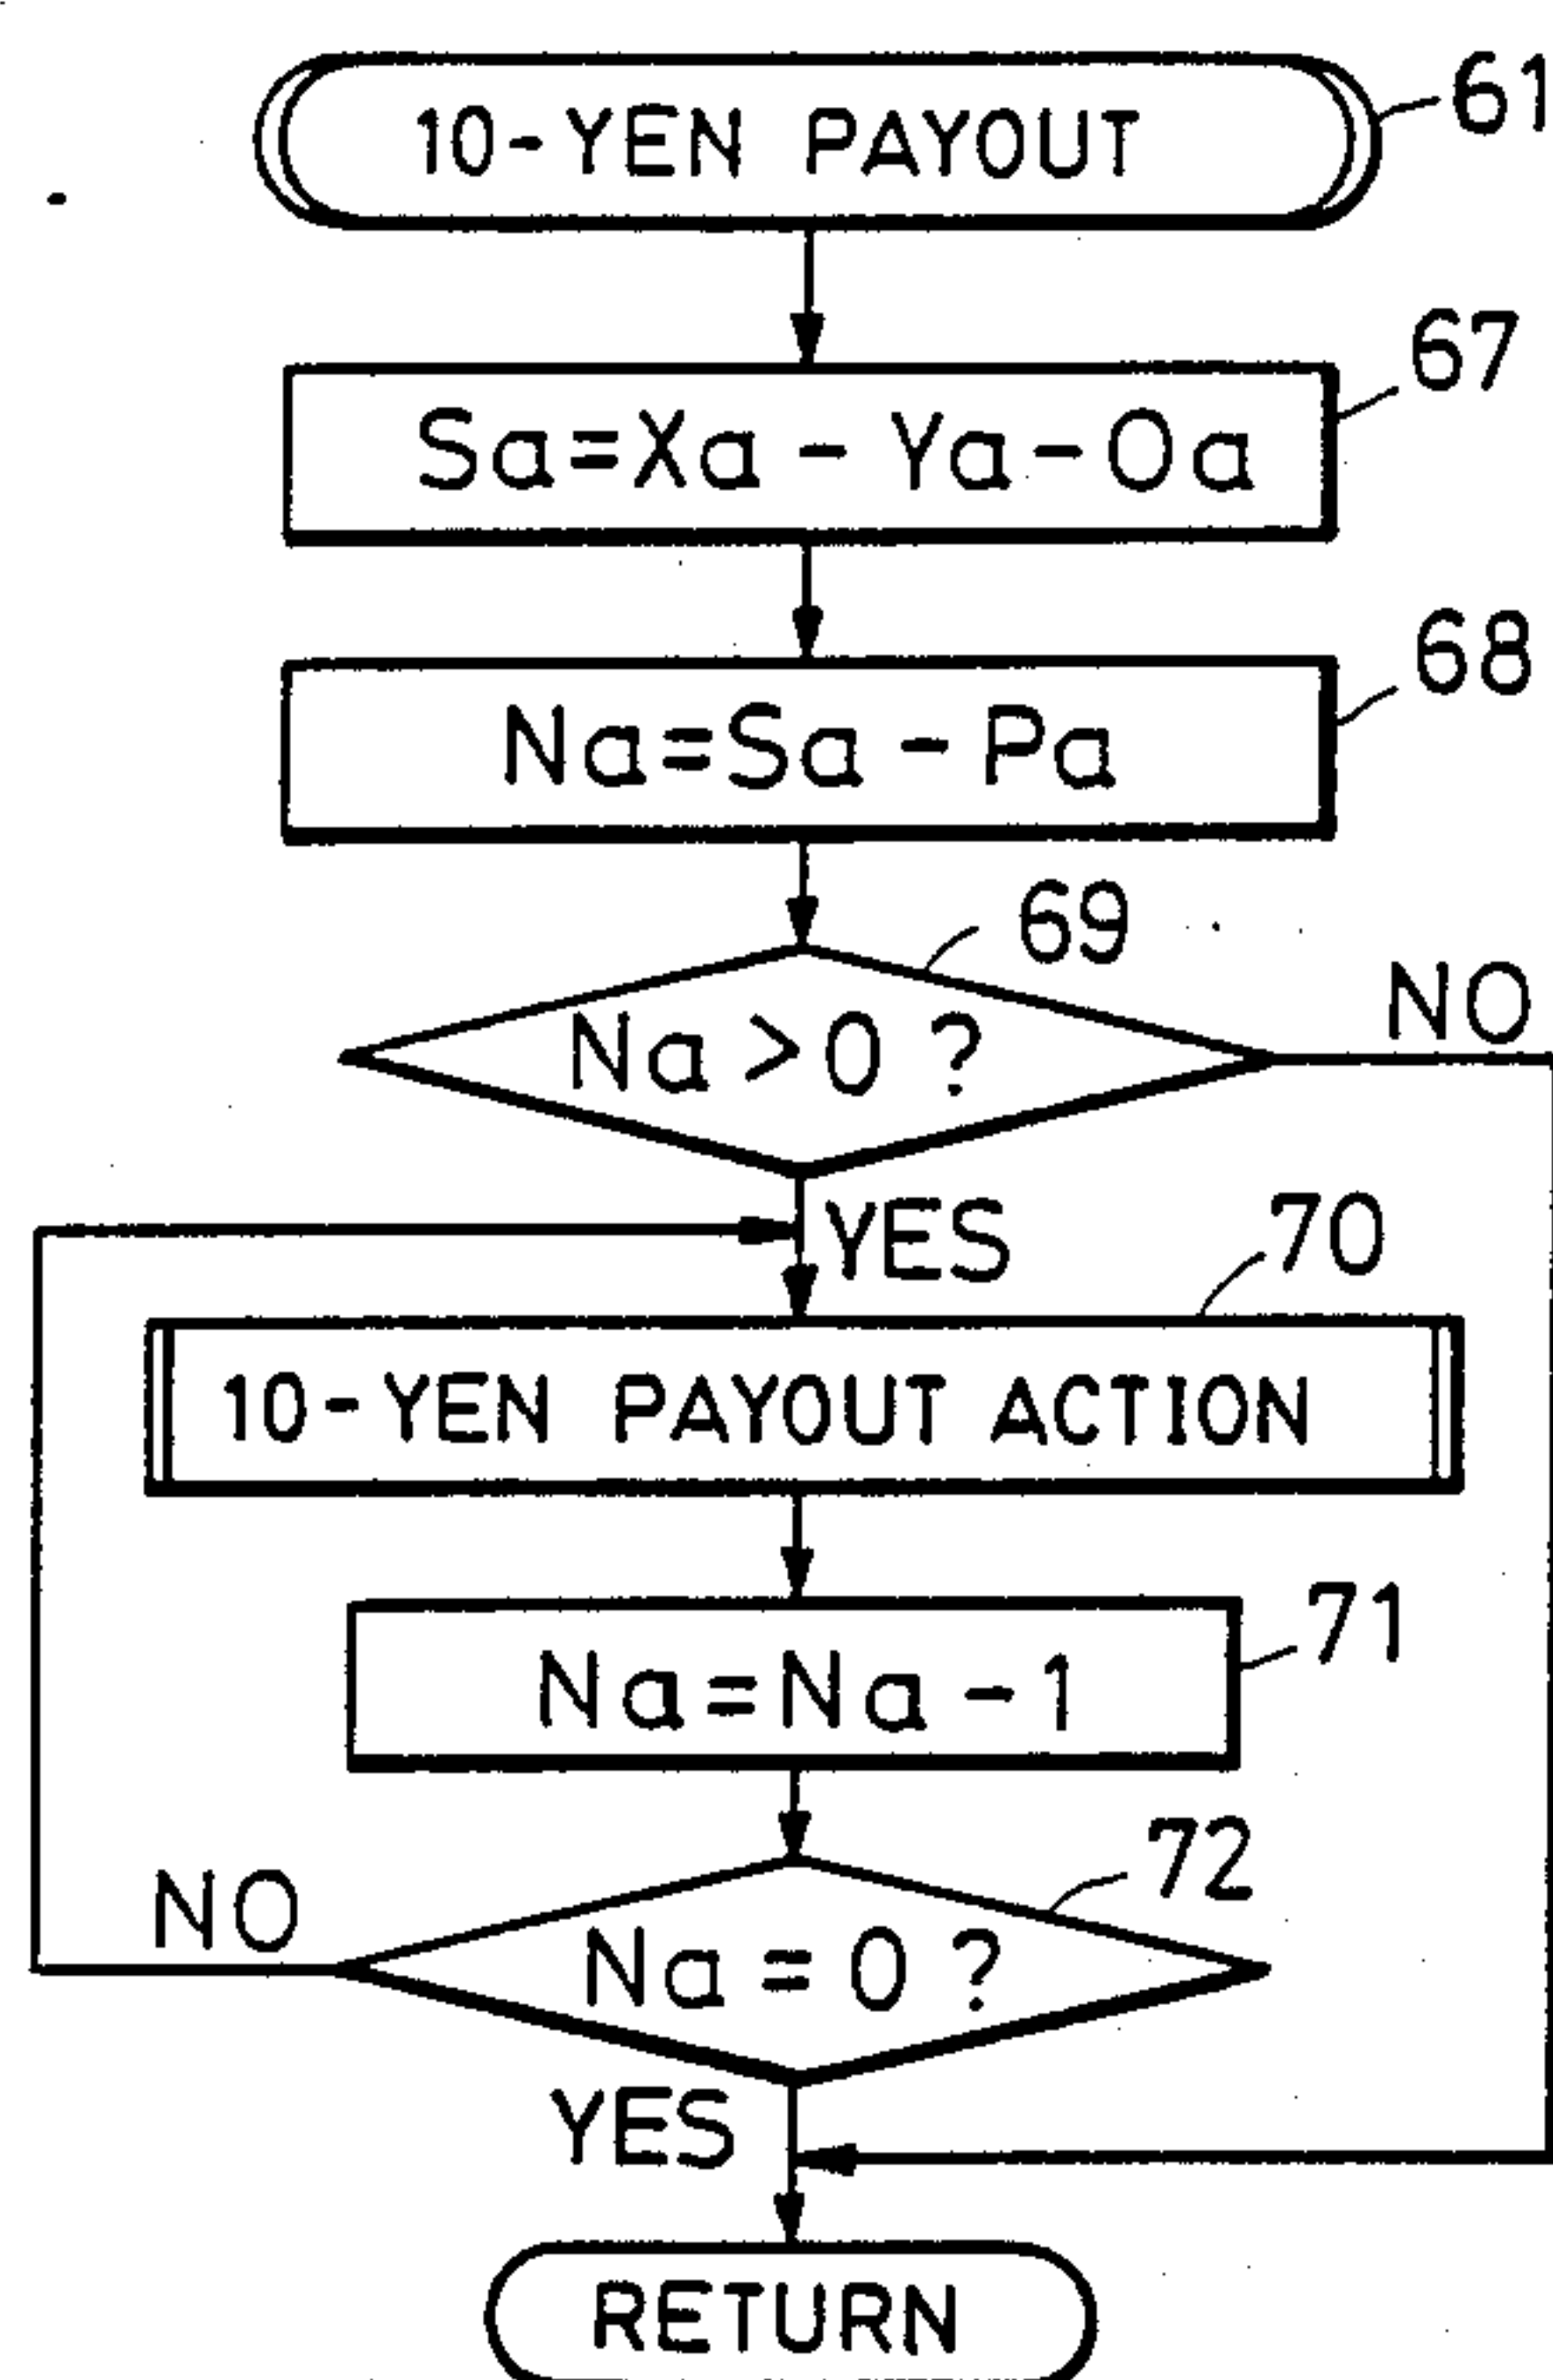 10-YEN PAYOUT
61
67
Sa=Xa-Ya-Oa
68
Na=Sa-Pa
69
NO
Na>0?
YES
70
10-YEN PAYOUT ACTION
71
Na=Na-1
72
NO
Na=0?
YES
RETURN